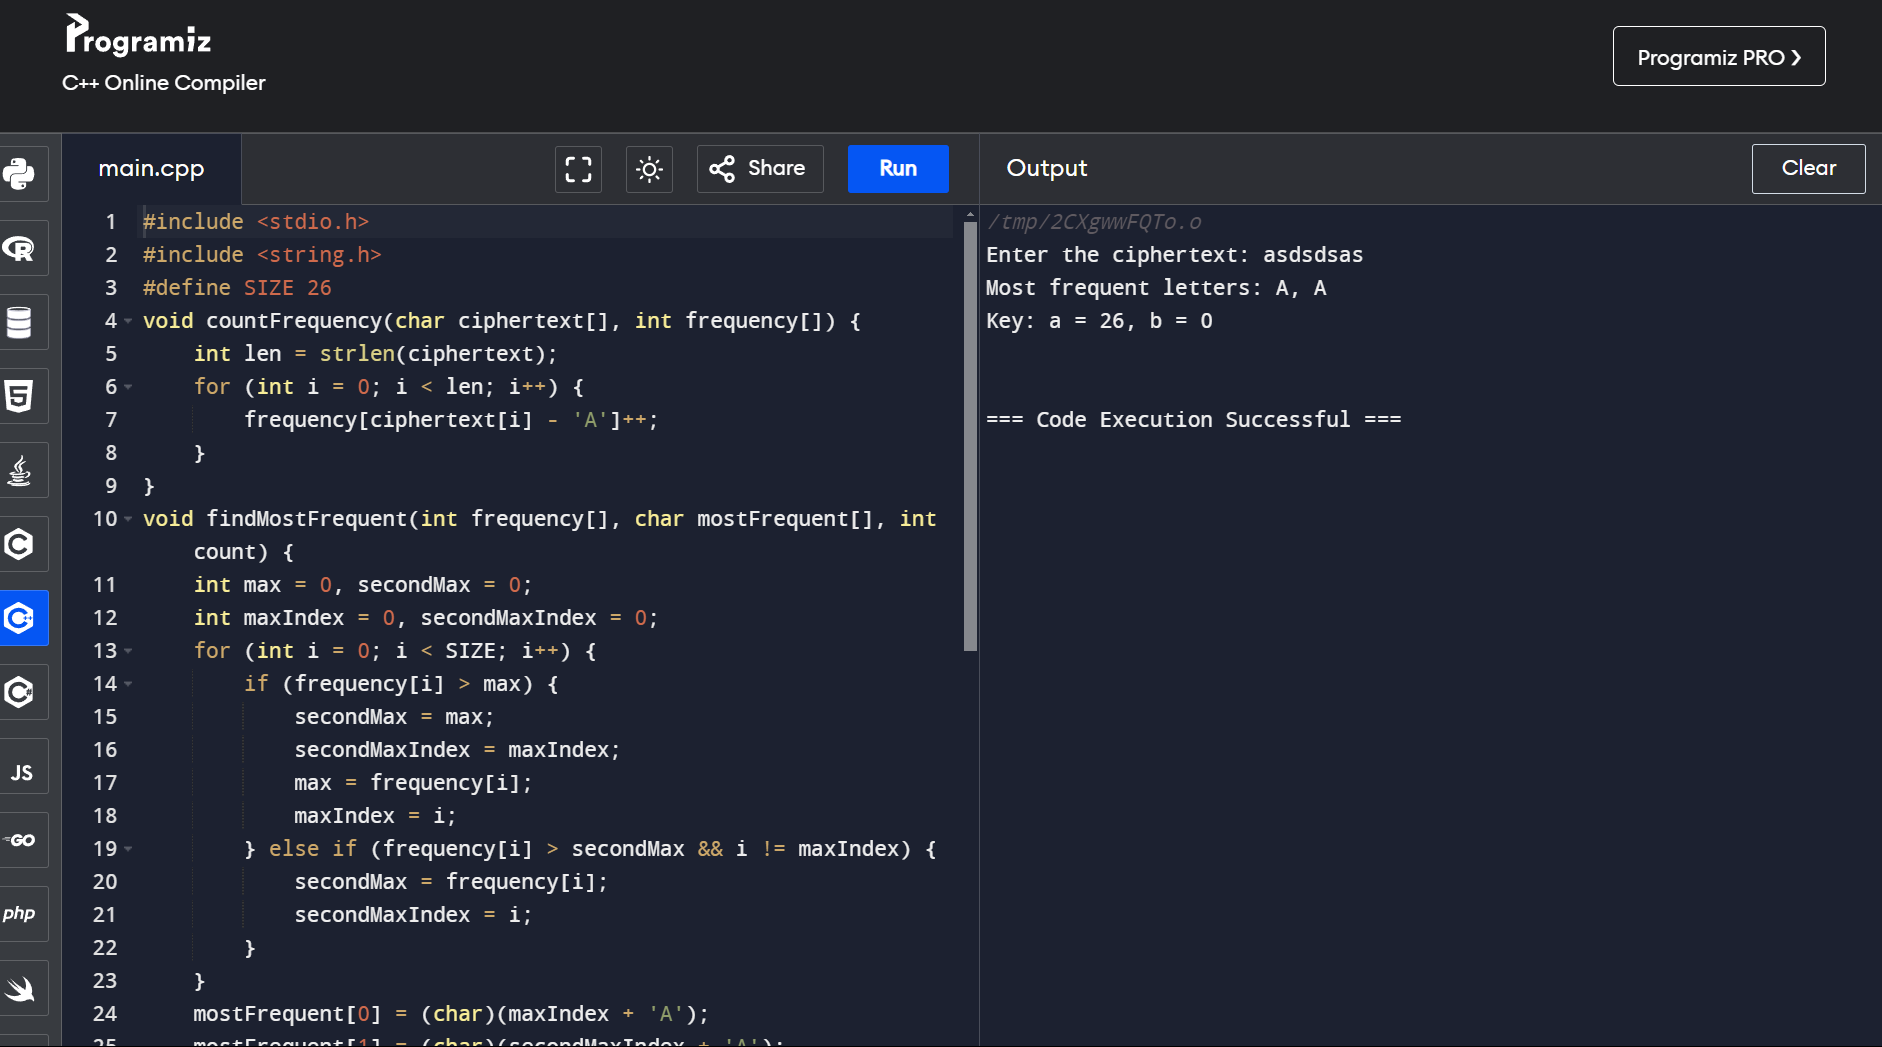 Programiz
C++ Online Compiler
Programiz PRO ❯
main.cpp
Share
Run
Output
Clear
1 #include <stdio.h>
2 #include <string.h>
3 #define SIZE 26
4 void countFrequency(char ciphertext[], int frequency[]) {
5 int len = strlen(ciphertext);
6 for (int i = 0; i < len; i++) {
7 frequency[ciphertext[i] - 'A']++;
8 }
9 }
10 void findMostFrequent(int frequency[], char mostFrequent[], int
count) {
11 int max = 0, secondMax = 0;
12 int maxIndex = 0, secondMaxIndex = 0;
13 for (int i = 0; i < SIZE; i++) {
14 if (frequency[i] > max) {
15 secondMax = max;
16 secondMaxIndex = maxIndex;
17 max = frequency[i];
18 maxIndex = i;
19 } else if (frequency[i] > secondMax && i != maxIndex) {
20 secondMax = frequency[i];
21 secondMaxIndex = i;
22 }
23 }
24 mostFrequent[0] = (char)(maxIndex + 'A');
25 mostFrequent[1] = (char)(secondMaxIndex + 'A');
/tmp/2CXgwwFQTo.o
Enter the ciphertext: asdsdsas
Most frequent letters: A, A
Key: a = 26, b = 0
=== Code Execution Successful ===
R
5
C
C++
C#
JS
GO
php